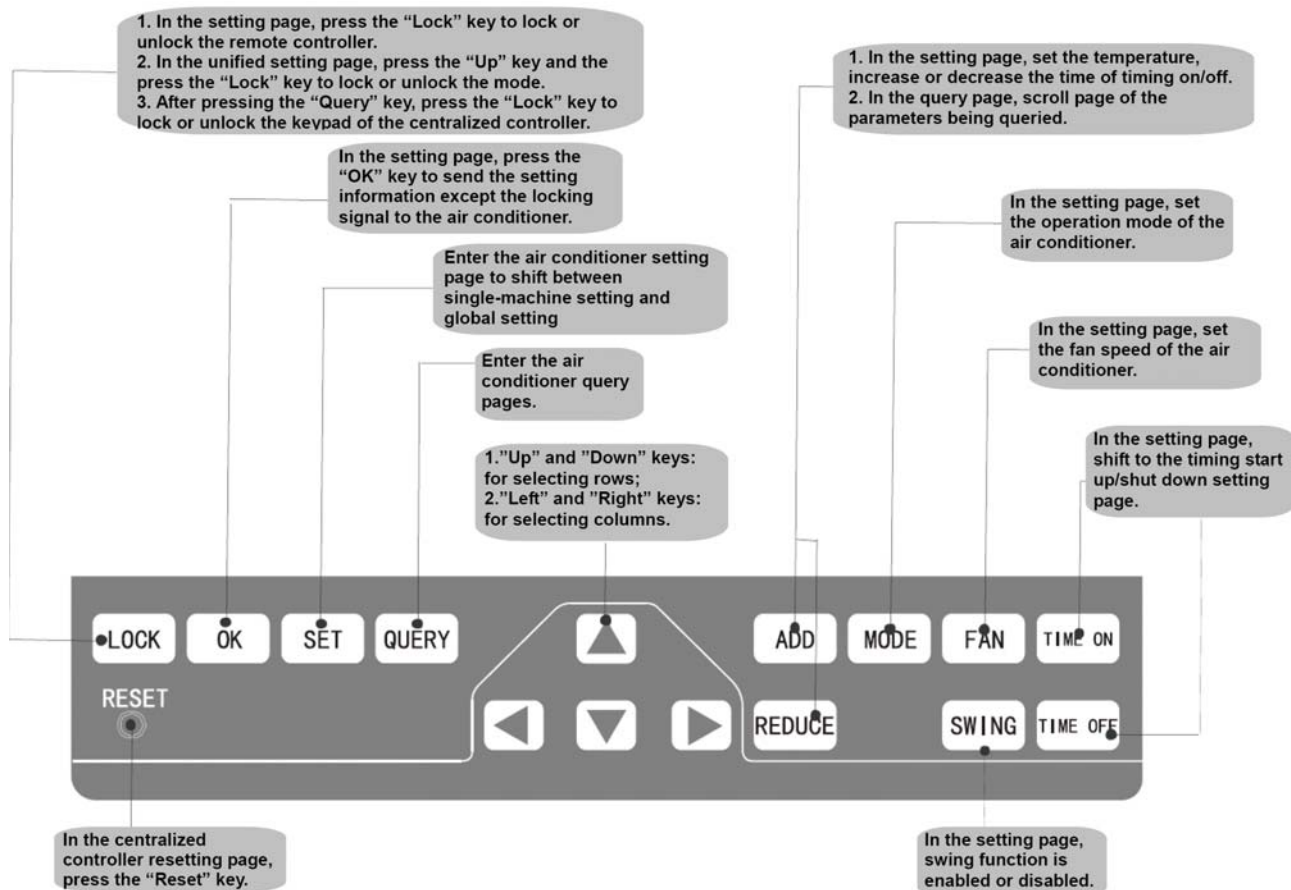 1. In the setting page, press the “Lock” key to lock or
unlock the remote controller.
2. In the unified setting page, press the “Up” key and the
press the “Lock” key to lock or unlock the mode.
3. After pressing the “Query” key, press the “Lock” key to
lock or unlock the keypad of the centralized controller.
1. In the setting page, set the temperature,
increase or decrease the time of timing on/off.
2. In the query page, scroll page of the
parameters being queried.
In the setting page, press the
“OK” key to send the setting
information except the locking
signal to the air conditioner.
In the setting page, set
the operation mode of the
air conditioner.
Enter the air conditioner setting
page to shift between
single-machine setting and
global setting
In the setting page, set
the fan speed of the air
conditioner.
Enter the air
conditioner query
pages.
In the setting page,
shift to the timing start
up/shut down setting
page.
1.”Up” and ”Down” keys:
for selecting rows;
2.”Left” and ”Right” keys:
for selecting columns.
LOCK OK SET QUERY ADD MODE FAN TIME ON
RESET
REDUCE SWING TIME OFF
In the centralized
controller resetting page,
press the “Reset” key.
In the setting page,
swing function is
enabled or disabled.